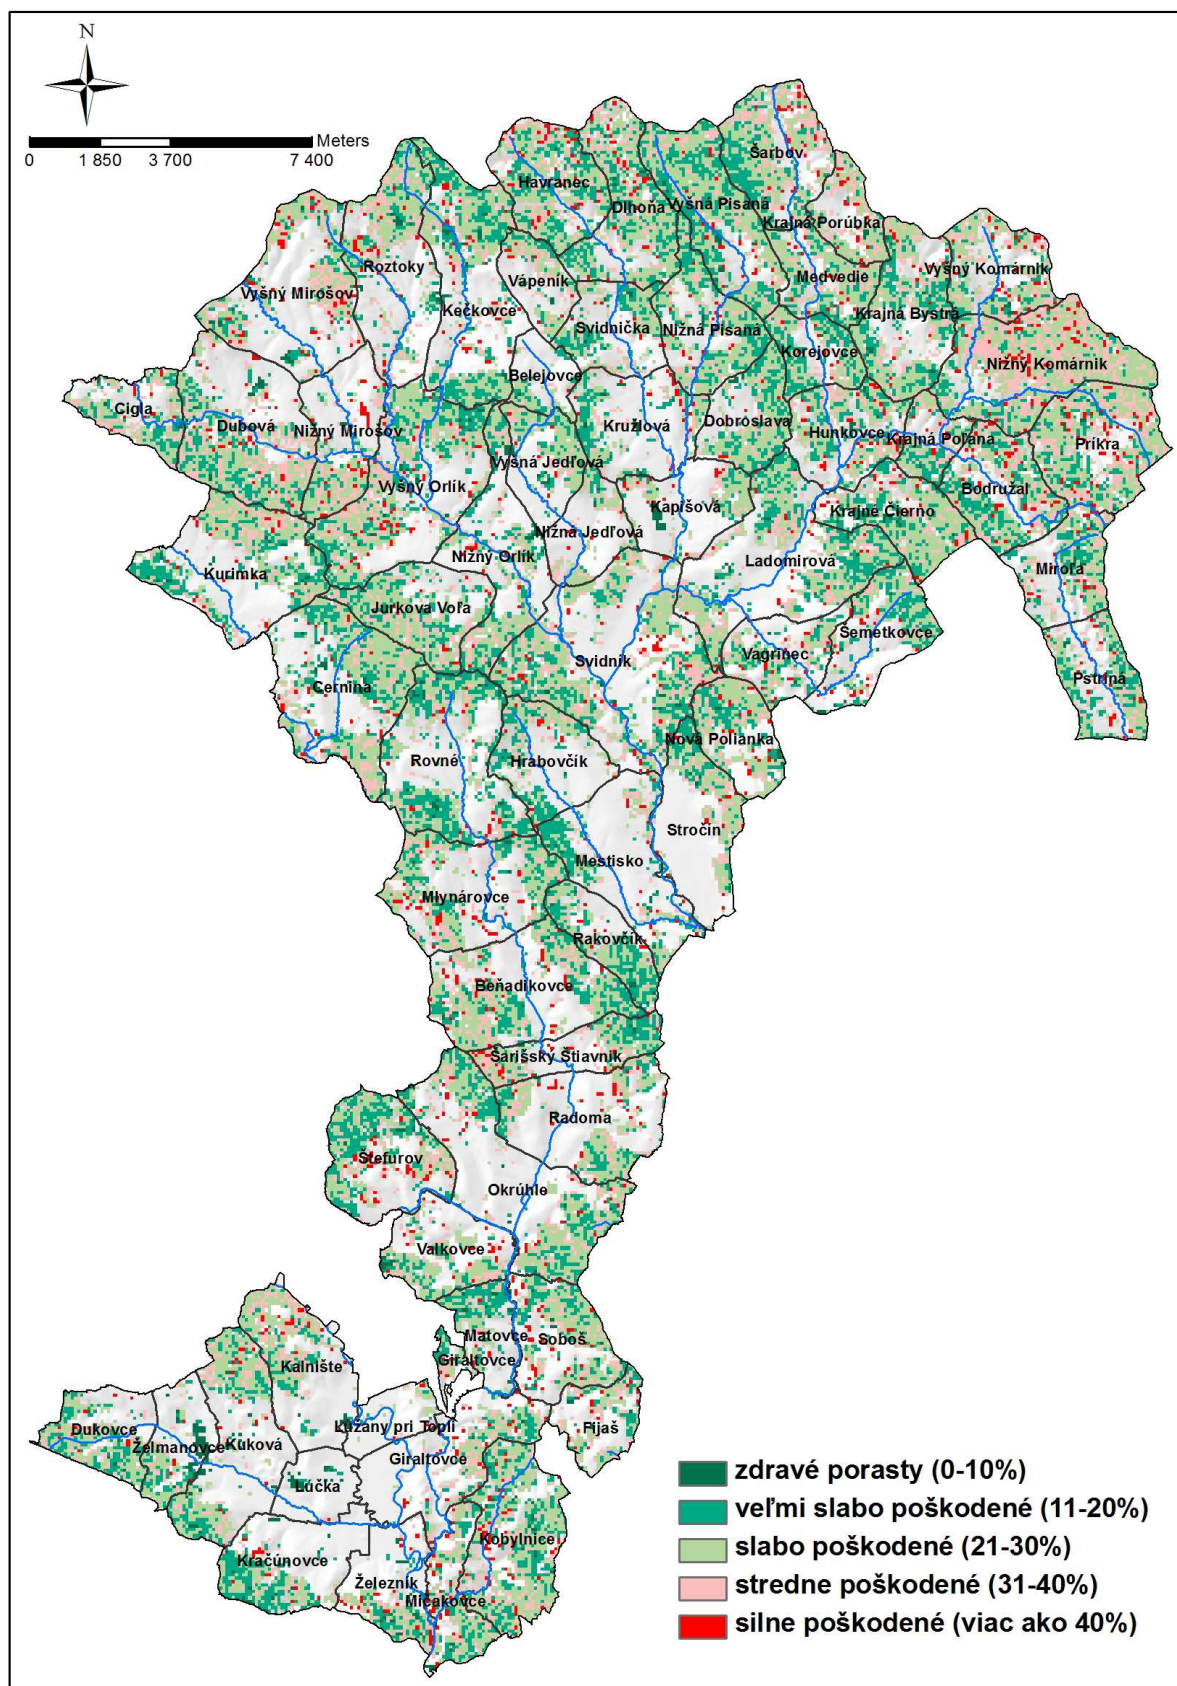 N
Meters
0 1 850 3 700 7 400
Šarbov
Havranec
Dlhoňa
Vyšná Pisaná
Krajná Porúbka
Roztoky
Vápeník
Medvedie
Vyšný Komárnik
Vyšný Mirošov
Kečkovce
Svidnička
Nižná Pisaná
Krajná Bystrá
Korejovce
Nižný Komárnik
Belejovce
Cigla
Dubová
Nižný Mirošov
Kružlová
Dobroslava
Hunkovce
Krajná Poľana
Príkra
Vyšná Jedľová
Vyšný Orlík
Bodružal
Kapišová
Krajné Čierno
Nižná Jedľová
Nižný Orlík
Ladomirová
Miroľa
Kurimka
Jurkova Voľa
Šemetkovce
Svidník
Vagrinec
Cernina
Pstriná
Nová Polianka
Rovné
Hrabovčík
Stročín
Mestisko
Mlynárovce
Rakovčík
Beňadikovce
Šarišský Štiavnik
Radoma
Štefurov
Okrúhle
Valkovce
Matovce
Soboš
Giraltovce
Kalnište
Lužany pri Topli
Fijaš
Dukovce
Želmanovce
Kuková
Giraltovce
Lúčka
Kobylnice
Kračúnovce
Železník
Mičakovce
zdravé porasty (0-10%)
veľmi slabo poškodené (11-20%)
slabo poškodené (21-30%)
stredne poškodené (31-40%)
silne poškodené (viac ako 40%)